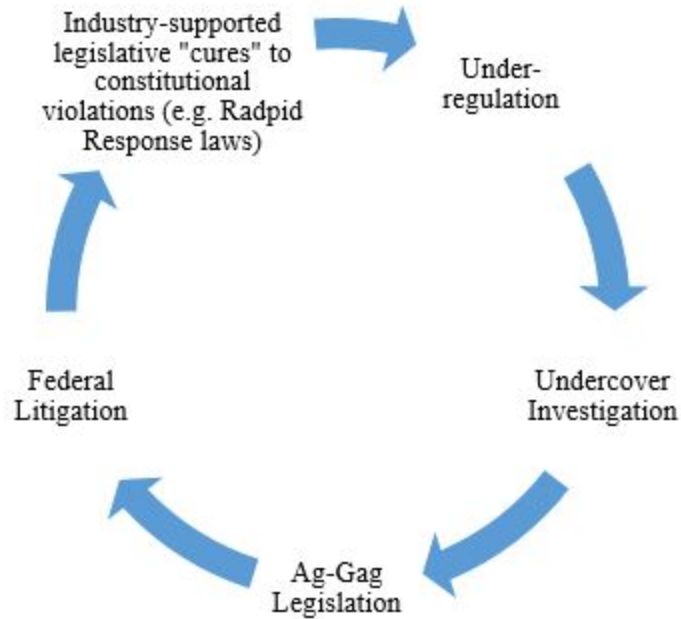 Industry-supported
legislative "cures" to
constitutional
violations (e.g. Radpid
Response laws)
Under-
regulation
Undercover
Investigation
Ag-Gag
Legislation
Federal
Litigation